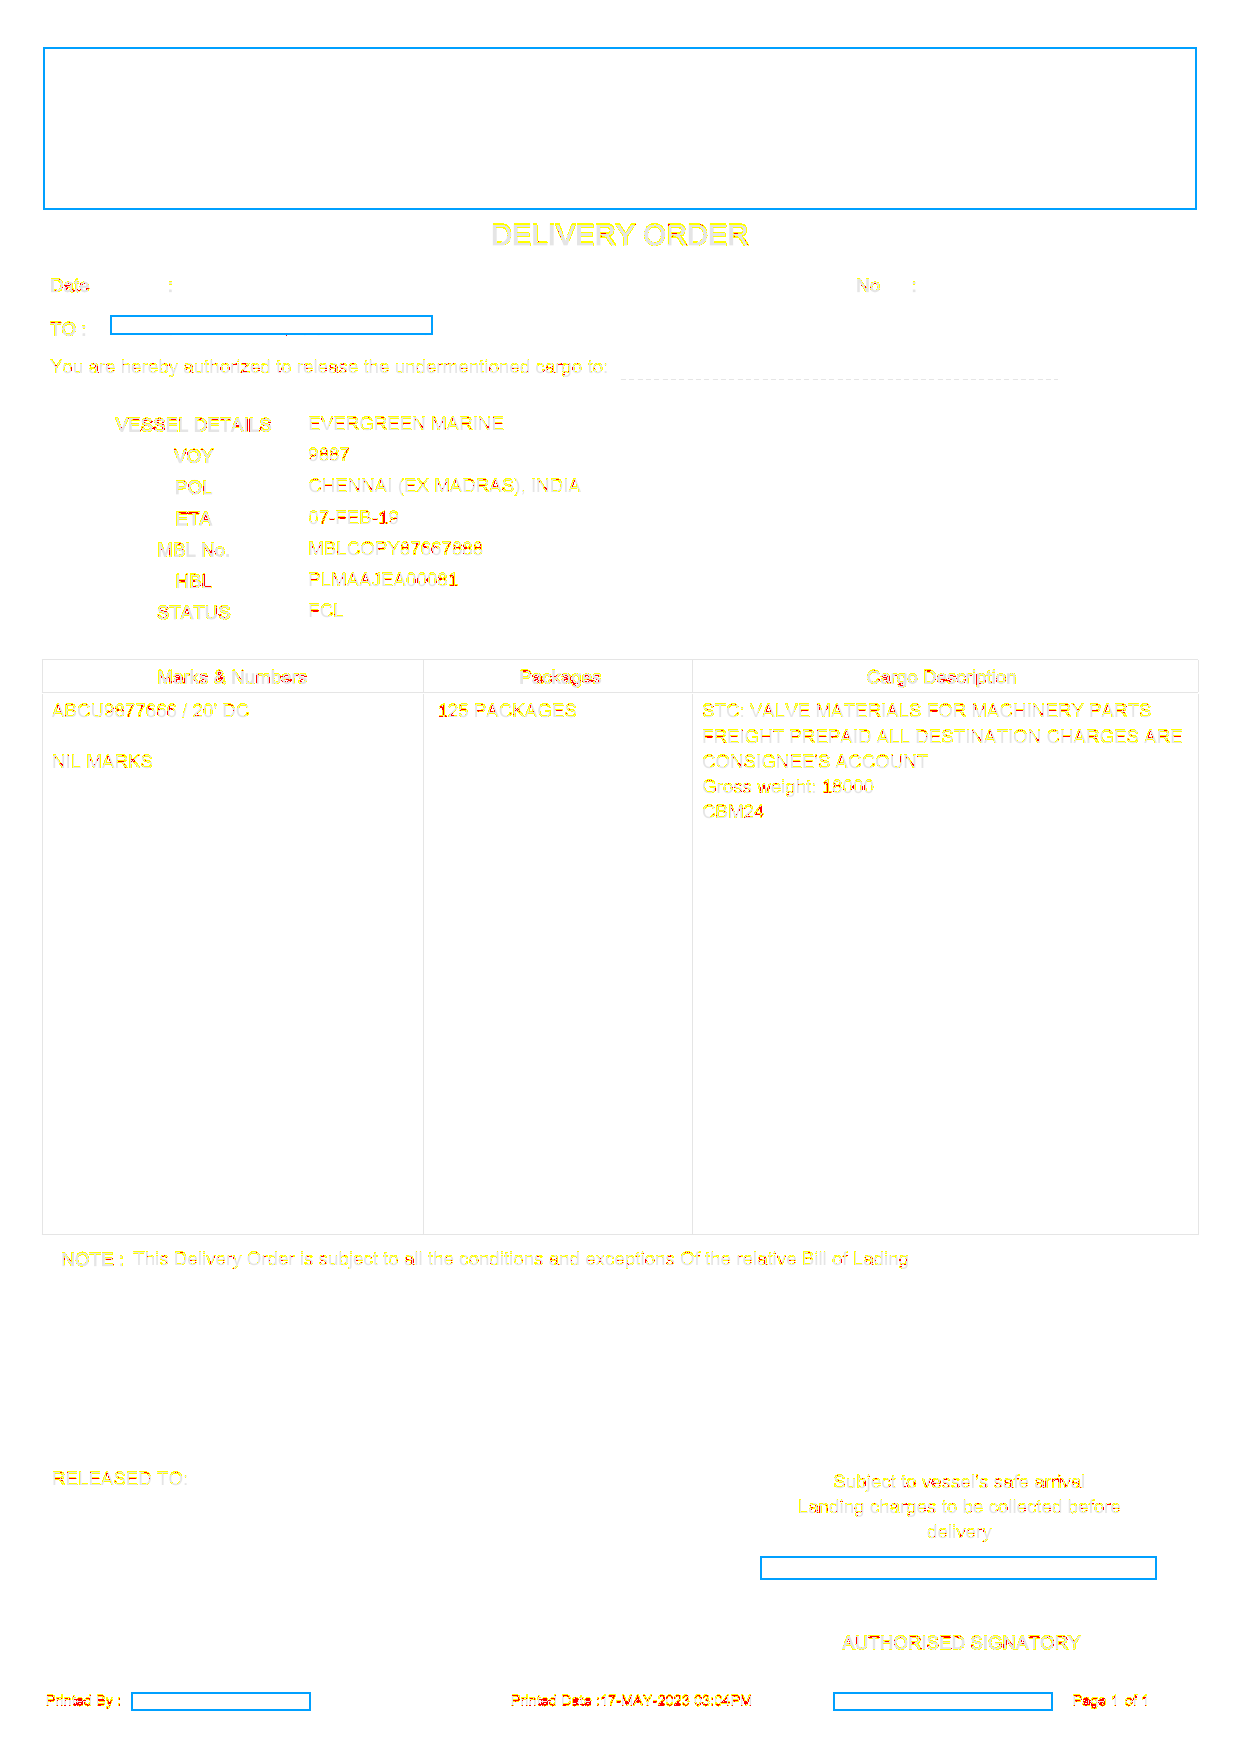 DELIVERY ORDER
Date : No :
TO :
You are hereby authorized to release the undermentioned cargo to:
VESSEL DETAILS EVERGREEN MARINE
VOY 9887
POL CHENNAI (EX MADRAS), INDIA
ETA 07-FEB-19
MBL No.
HBL PLMAAJEA00081
STATUS FCL
Marks & Numbers Packages Cargo Description
/ 20' DC PACKAGES STC: VALVE MATERIALS FOR MACHINERY PARTS
FREIGHT PREPAID ALL DESTINATION CHARGES ARE
NIL MARKS CONSIGNEE'S ACCOUNT
Gross weight: 18000
CBM24
NOTE : This Delivery Order is subject to all the conditions and exceptions Of the relative Bill of Lading
RELEASED TO:
Subject to vessel's safe arrival
Landing charges to be collected before
delivery
AUTHORISED SIGNATORY
Printed By : Printed Date :17-MAY-2023 03:04PM Page 1 of 1